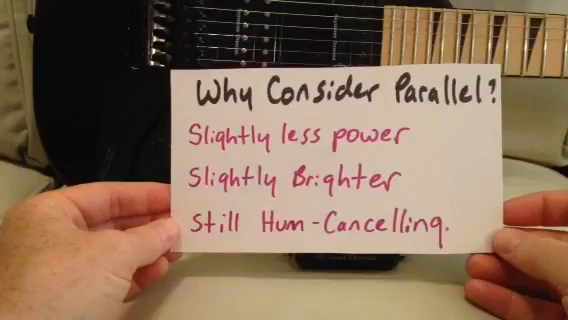 Why Consider Parallel?
Slightly less power
Slightly Brighter
Still Hum-Cancelling.